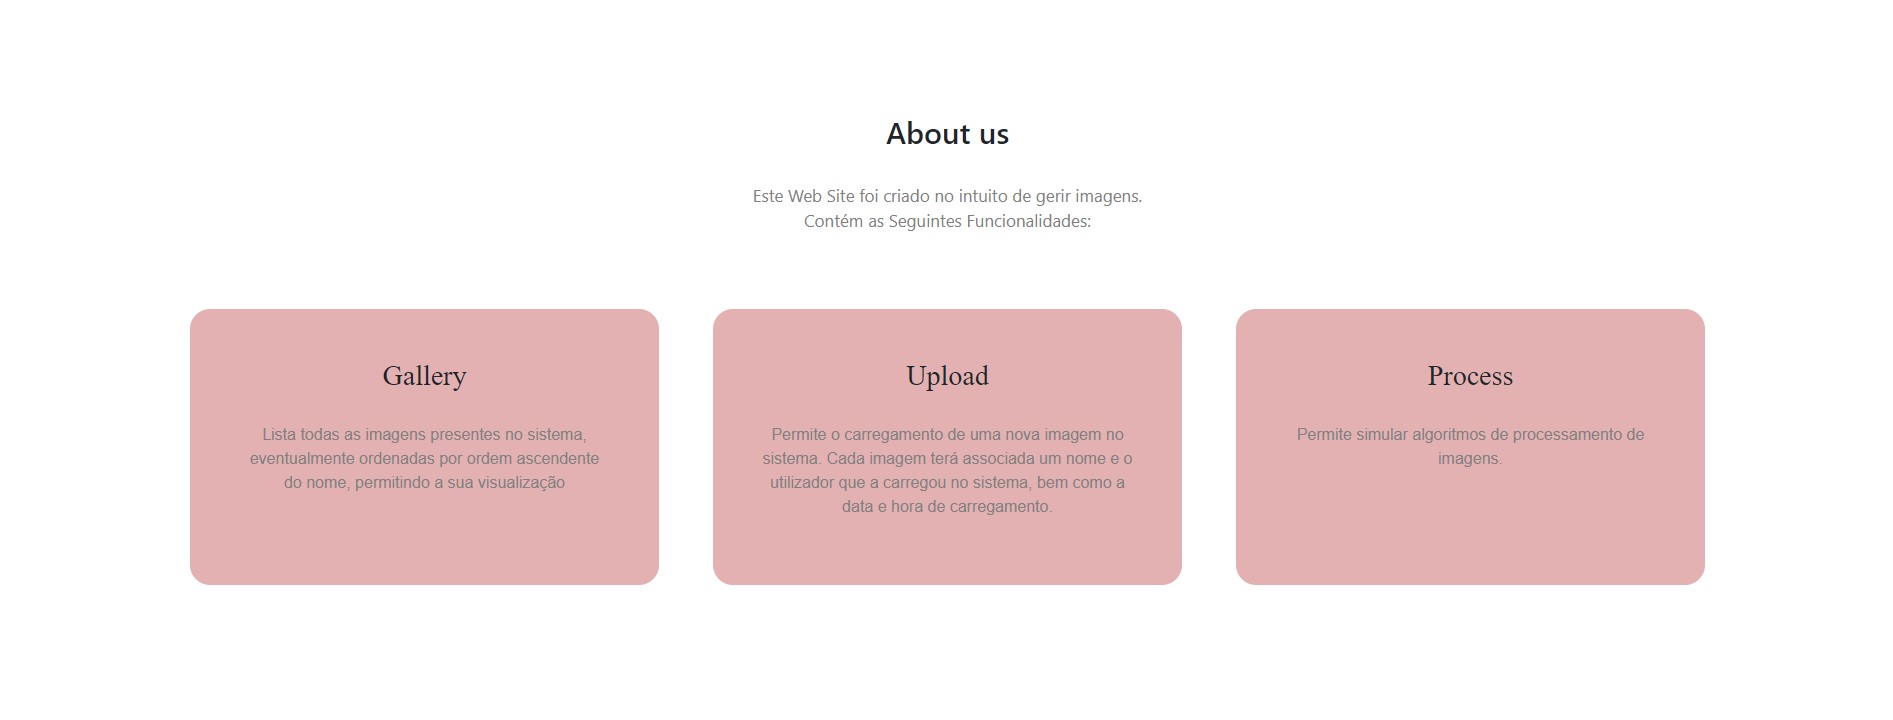 About us
Este Web Site foi criado no intuito de gerir imagens.
Contém as Seguintes Funcionalidades:
Gallery
Lista todas as imagens presentes no sistema,
eventualmente ordenadas por ordem ascendente
do nome, permitindo a sua visualização
Upload
Permite o carregamento de uma nova imagem no
sistema. Cada imagem terá associada um nome e o
utilizador que a carregou no sistema, bem como a
data e hora de carregamento.
Process
Permite simular algoritmos de processamento de
imagens.